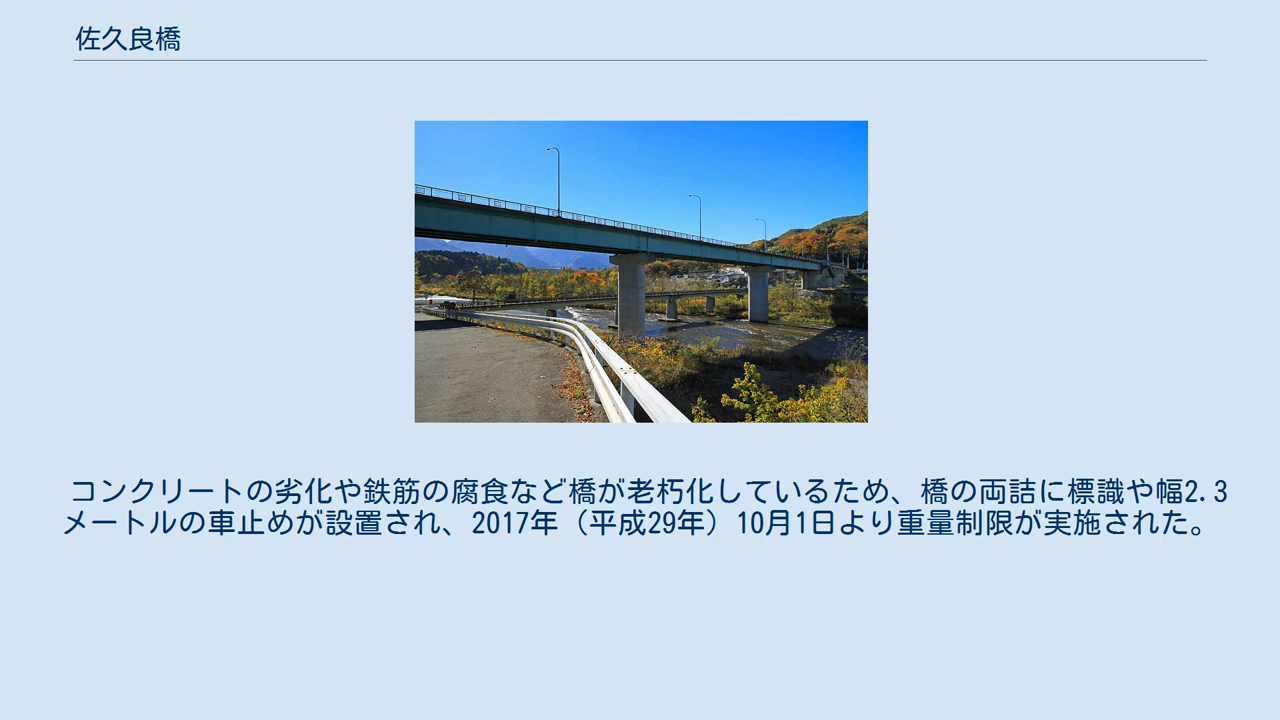 佐久良橋
コンクリートの劣化や鉄筋の腐食など橋が老朽化しているため、橋の両詰に標識や幅2.3
メートルの車止めが設置され、2017年（平成29年）10月1日より重量制限が実施された。